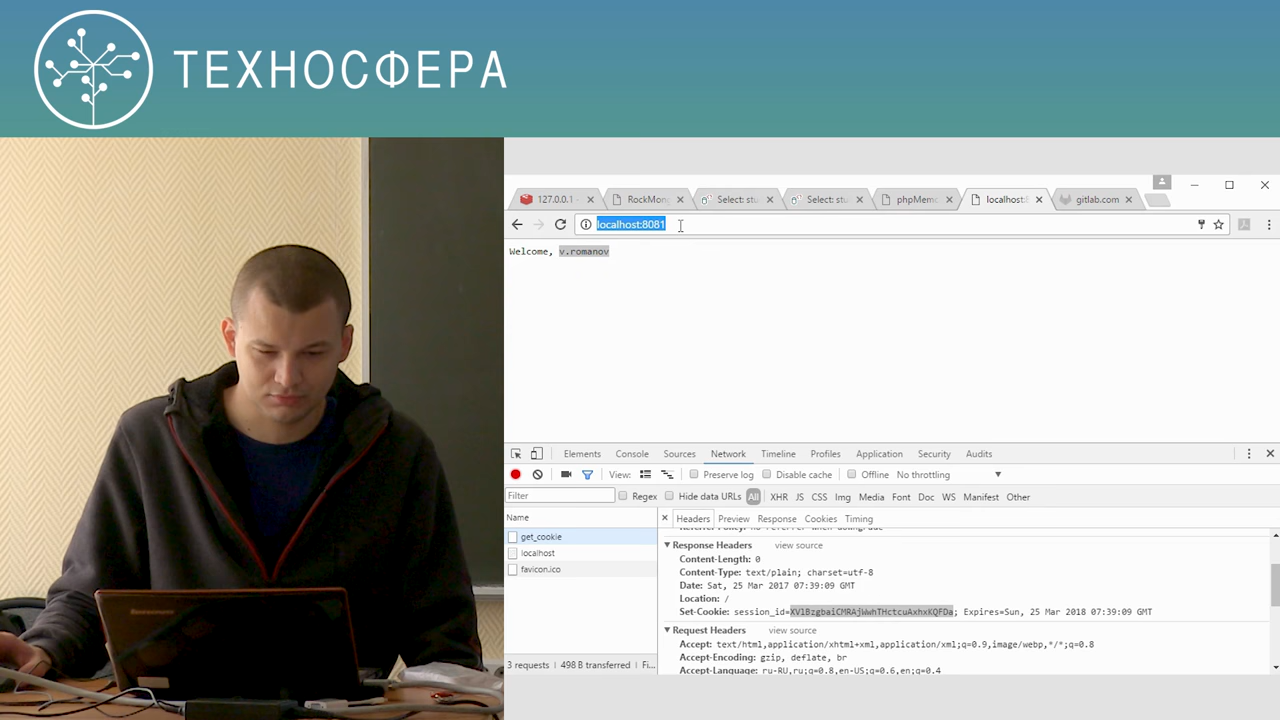 ТЕХНОСФЕРА
127.0.0.1 -
RockMong
Select: stu
Select: stu
phpMemc
localhost:8
gitlab.com
localhost:8081
Welcome, v.romanov
Elements Console Sources Network Timeline Profiles Application Security Audits
View: Preserve log Disable cache Offline No throttling
Filter Regex Hide data URLs All XHR JS CSS Img Media Font Doc WS Manifest Other
Name
Headers Preview Response Cookies Timing
get_cookie
localhost
favicon.ico
Response Headers view source
Content-Length: 0
Content-Type: text/plain; charset=utf-8
Date: Sat, 25 Mar 2017 07:39:09 GMT
Location: /
Set-Cookie: session_id=XVlBzgbaiCMRAjWwhTHctcuAxhxKQFDa; Expires=Sun, 25 Mar 2018 07:39:09 GMT
Request Headers view source
Accept: text/html,application/xhtml+xml,application/xml;q=0.9,image/webp,*/*;q=0.8
Accept-Encoding: gzip, deflate, br
Accept-Language: ru-RU,ru;q=0.8,en-US;q=0.6,en;q=0.4
3 requests | 498 B transferred | Fi...